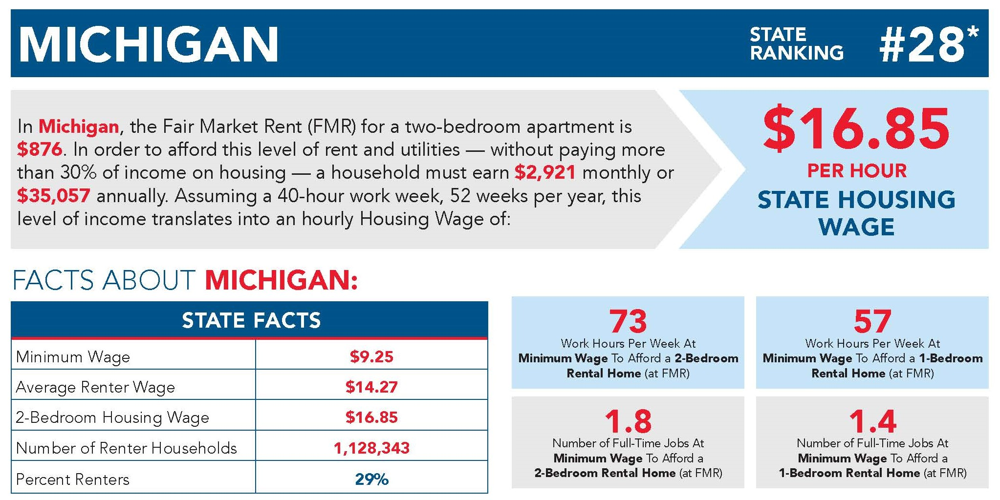 MICHIGAN
STATE
RANKING
#28*
In Michigan, the Fair Market Rent (FMR) for a two-bedroom apartment is
$876. In order to afford this level of rent and utilities — without paying more
than 30% of income on housing — a household must earn $2,921 monthly or
$35,057 annually. Assuming a 40-hour work week, 52 weeks per year, this
level of income translates into an hourly Housing Wage of:
$16.85
PER HOUR
STATE HOUSING
WAGE
FACTS ABOUT MICHIGAN:
STATE FACTS
Minimum Wage $9.25
Average Renter Wage $14.27
2-Bedroom Housing Wage $16.85
Number of Renter Households 1,128,343
Percent Renters 29%
73
Work Hours Per Week At
Minimum Wage To Afford a 2-Bedroom
Rental Home (at FMR)
57
Work Hours Per Week At
Minimum Wage To Afford a 1-Bedroom
Rental Home (at FMR)
1.8
Number of Full-Time Jobs At
Minimum Wage To Afford a
2-Bedroom Rental Home (at FMR)
1.4
Number of Full-Time Jobs At
Minimum Wage To Afford a
1-Bedroom Rental Home (at FMR)